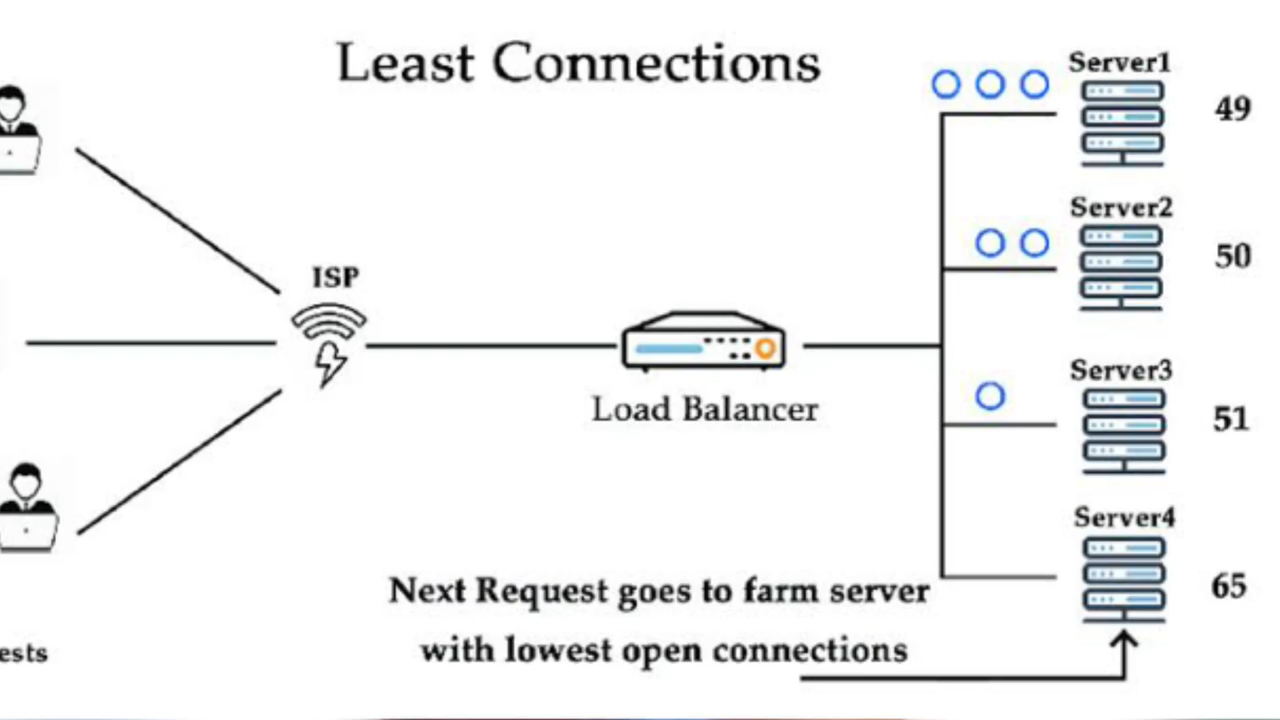 Least Connections
Server1
49
Server2
50
ISP
Server3
51
Load Balancer
Server4
65
Next Request goes to farm server
with lowest open connections
ests